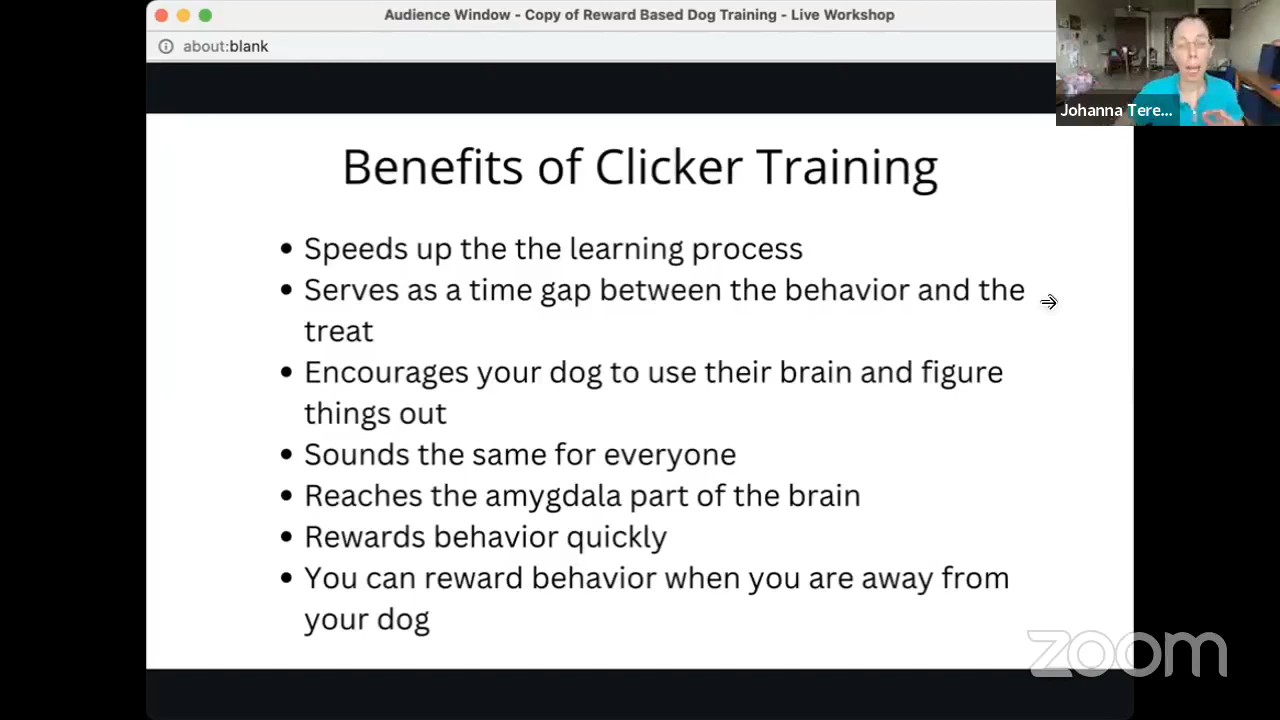 Audience Window - Copy of Reward Based Dog Training - Live Workshop
about:blank
Johanna Tere...
Benefits of Clicker Training
• Speeds up the the learning process
• Serves as a time gap between the behavior and the
treat
• Encourages your dog to use their brain and figure
things out
• Sounds the same for everyone
• Reaches the amygdala part of the brain
• Rewards behavior quickly
• You can reward behavior when you are away from
your dog
zoom